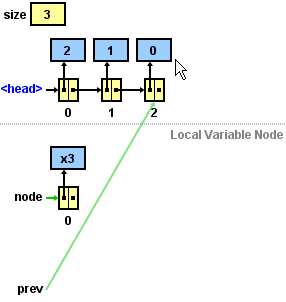 size 3
2 1 0
<head>
0 1 2
Local Variable Node
x3
node
0
prev